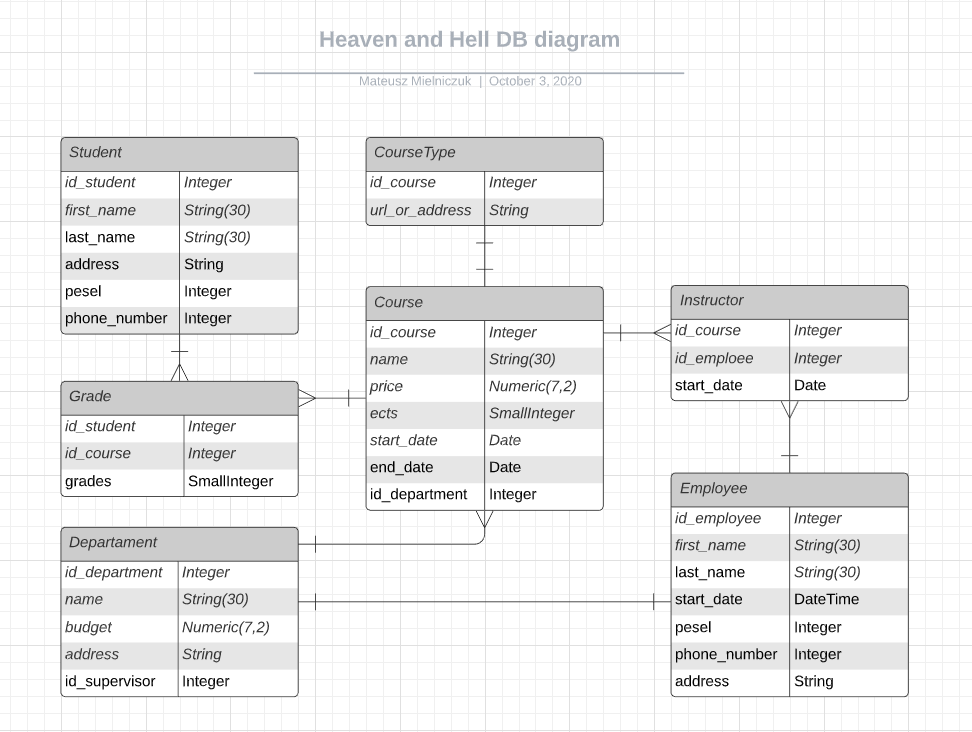 Heaven and Hell DB diagram
Mateusz Mielniczuk | October 3, 2020
Student
id_student Integer
first_name String(30)
last_name String(30)
address String
pesel Integer
phone_number Integer
CourseType
id_course Integer
url_or_address String
Course
id_course Integer
name String(30)
price Numeric(7,2)
ects SmallInteger
start_date Date
end_date Date
id_department Integer
Instructor
id_course Integer
id_emploee Integer
start_date Date
Grade
id_student Integer
id_course Integer
grades SmallInteger
Departament
id_department Integer
name String(30)
budget Numeric(7,2)
address String
id_supervisor Integer
Employee
id_employee Integer
first_name String(30)
last_name String(30)
start_date DateTime
pesel Integer
phone_number Integer
address String